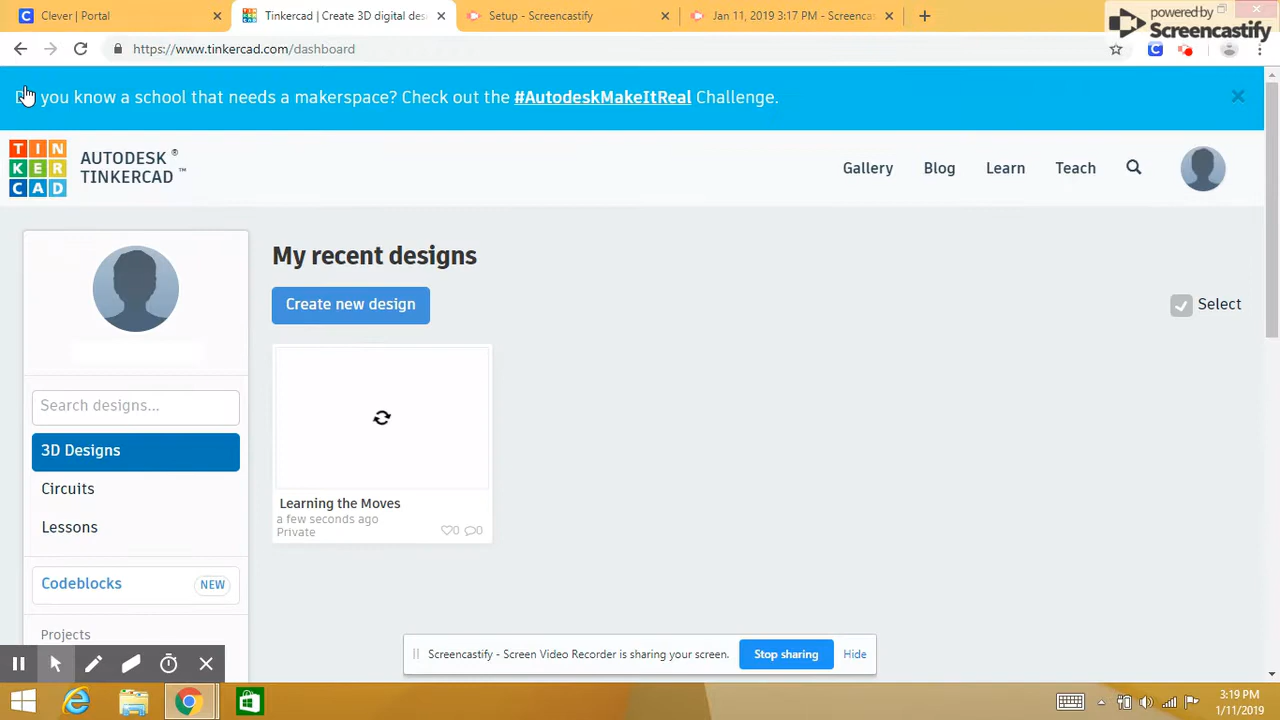 Clever | Portal
Tinkercad | Create 3D digital des
Setup - Screencastify
Jan 11, 2019 3:17 PM - Screencas
powered by
Screencastify
https://www.tinkercad.com/dashboard
you know a school that needs a makerspace? Check out the #AutodeskMakeItReal Challenge.
TIN
KER
CAD
AUTODESK ®
TINKERCAD ™
Gallery
Blog
Learn
Teach
My recent designs
Create new design
Select
Search designs...
3D Designs
Circuits
Lessons
Codeblocks
NEW
Projects
Learning the Moves
a few seconds ago
Private
0
0
Screencastify - Screen Video Recorder is sharing your screen.
Stop sharing
Hide
3:19 PM
1/11/2019